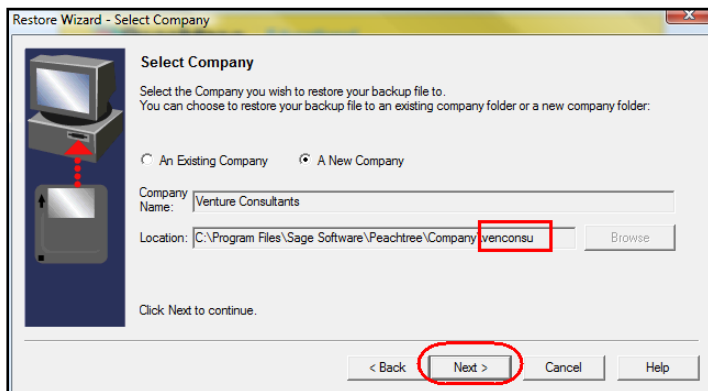 Restore Wizard - Select Company
Select Company
Select the Company you wish to restore your backup file to.
You can choose to restore your backup file to an existing company folder or a new company folder:
An Existing Company
A New Company
Company Name:
Venture Consultants
Location:
C:\Program Files\Sage Software\Peachtree\Company\venconsu
Browse
Click Next to continue.
< Back
Next >
Cancel
Help